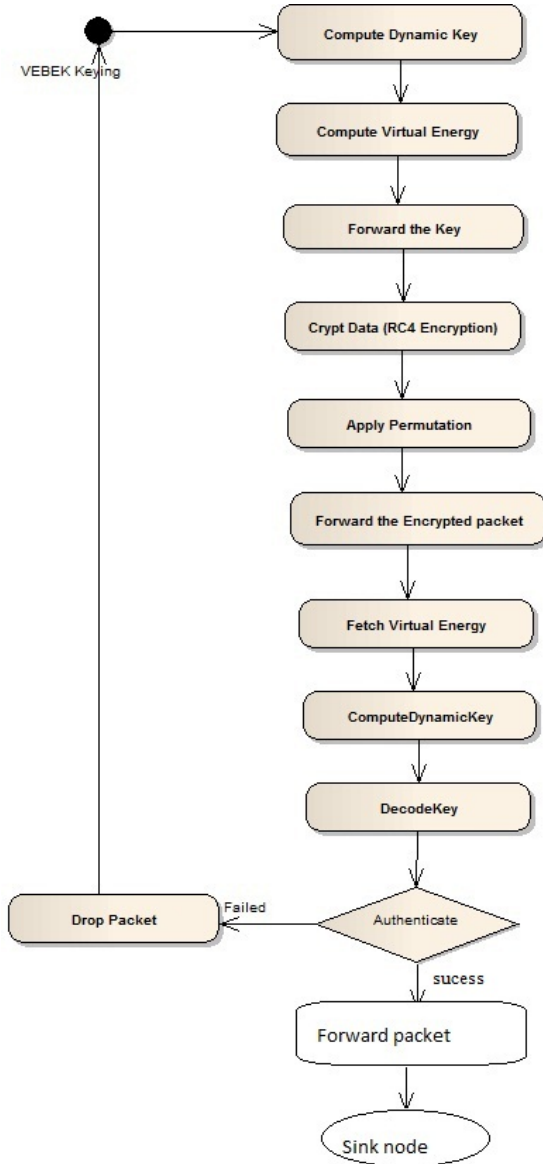 Compute Dynamic Key
VEBEK Keying
Compute Virtual Energy
Forward the Key
Crypt Data (RC4 Encryption)
Apply Permutation
Forward the Encrypted packet
Fetch Virtual Energy
ComputeDynamicKey
DecodeKey
Authenticate
Failed
Drop Packet
sucess
Forward packet
Sink node